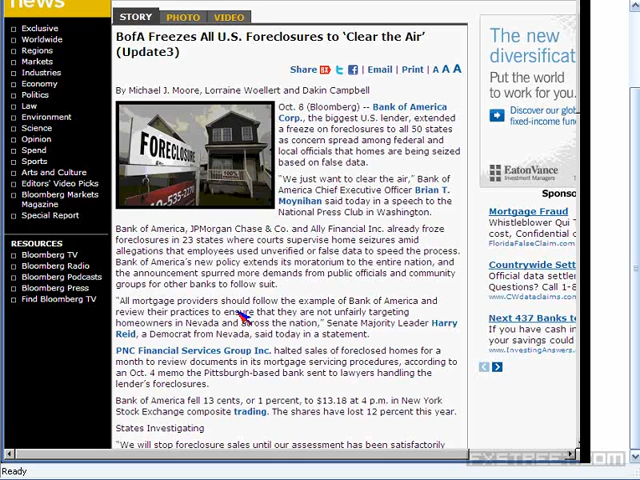 news
Exclusive
Worldwide
Regions
Markets
Industries
Economy
Politics
Law
Environment
Science
Opinion
Spend
Sports
Arts and Culture
Editors' Video Picks
Bloomberg Markets
Magazine
Special Report
RESOURCES
Bloomberg TV
Bloomberg Radio
Bloomberg Podcasts
Bloomberg Press
Find Bloomberg TV
STORY PHOTO VIDEO
BofA Freezes All U.S. Foreclosures to ‘Clear the Air’
(Update3)
Share | Email | Print | A A A
By Michael J. Moore, Lorraine Woellert and Dakin Campbell
FORECLOSURE
100%
Oct. 8 (Bloomberg) -- Bank of America
Corp., the biggest U.S. lender, extended
a freeze on foreclosures to all 50 states
as concern spread among federal and
local officials that homes are being seized
based on false data.
“We just want to clear the air,” Bank of
America Chief Executive Officer Brian T.
Moynihan said today in a speech to the
National Press Club in Washington.
Bank of America, JPMorgan Chase & Co. and Ally Financial Inc. already froze
foreclosures in 23 states where courts supervise home seizures amid
allegations that employees used unverified or false data to speed the process.
Bank of America’s new policy extends its moratorium to the entire nation, and
the announcement spurred more demands from public officials and community
groups for other banks to follow suit.
“All mortgage providers should follow the example of Bank of America and
review their practices to ensure that they are not unfairly targeting
homeowners in Nevada and across the nation,” Senate Majority Leader Harry
Reid, a Democrat from Nevada, said today in a statement.
PNC Financial Services Group Inc. halted sales of foreclosed homes for a
month to review documents in its mortgage servicing procedures, according to
an Oct. 4 memo the Pittsburgh-based bank sent to lawyers handling the
lender’s foreclosures.
Bank of America fell 13 cents, or 1 percent, to $13.18 at 4 p.m. in New York
Stock Exchange composite trading. The shares have lost 12 percent this year.
States Investigating
“We will stop foreclosure sales until our assessment has been satisfactorily
The new
diversificat
Put the world
to work for you.
Discover our glob
fixed-income fund
EatonVance
Investment Managers
Sponso
Mortgage Fraud
Whistleblower Qui T
cost, Confidential c
FloridaFalseClaim.com
Countrywide Sett
Official data settem
Questions? Call 1-8
www.CWdataclaims.com
Next 437 Banks to
If you have cash in
your savings could
www.InvestingAnswers.
FXSTREET.COM
Ready